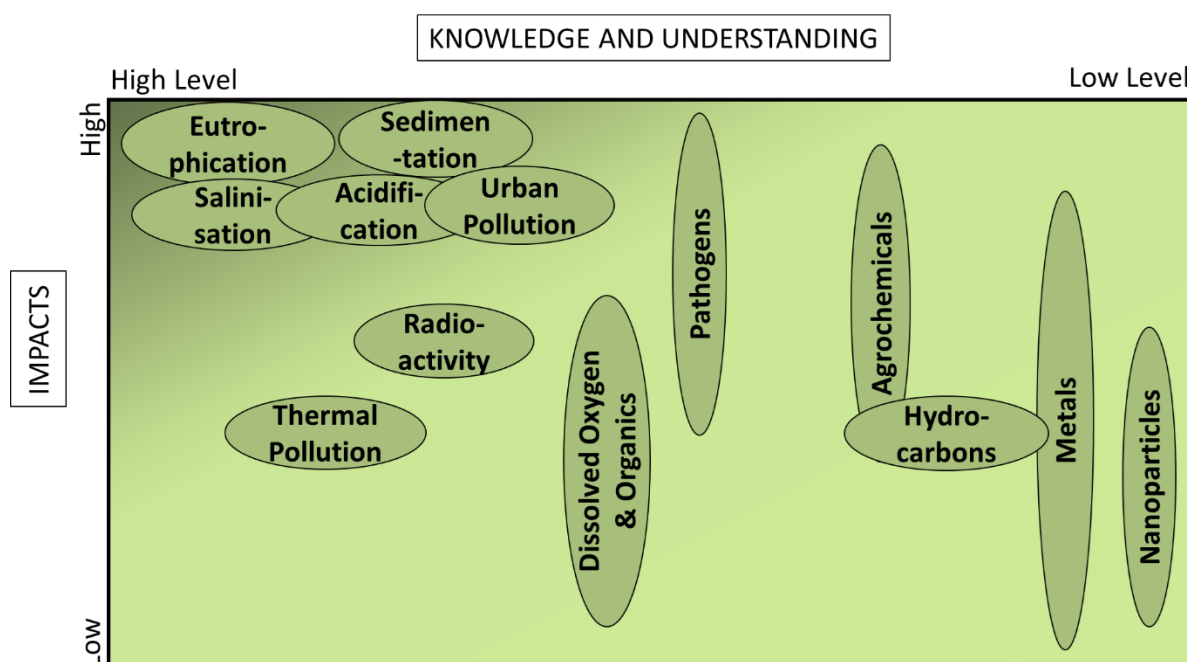 KNOWLEDGE AND UNDERSTANDING
High Level
Low Level
High
IMPACTS
Low
Eutro-
phication
Sedimen
-tation
Salini-
sation
Acidifi-
cation
Urban
Pollution
Pathogens
Agrochemicals
Radio-
activity
Thermal
Pollution
Dissolved Oxygen
& Organics
Hydro-
carbons
Metals
Nanoparticles